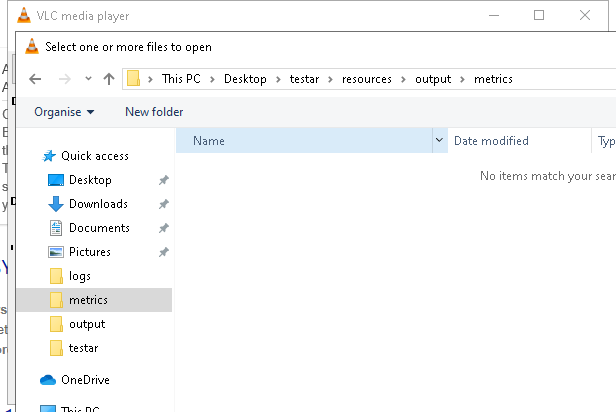 VLC media player
Select one or more files to open
This PC > Desktop > testar > resources > output > metrics
Organise New folder
Name Date modified Typ
No items match your sear
Quick access
Desktop
Downloads
Documents
Pictures
logs
metrics
output
testar
OneDrive
This PC